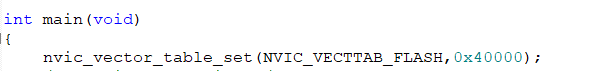 int main(void)
{
nvic_vector_table_set(NVIC_VECTTAB_FLASH,0x40000);